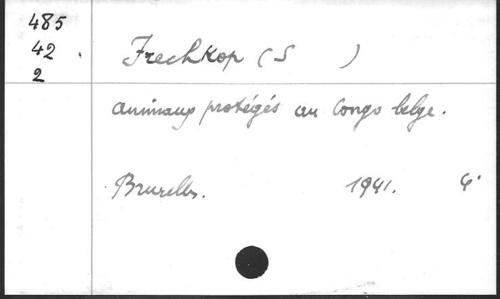 485
42.
2
Frechkop (S )
animaux protégés au Congo belge.
Bruxelles. 1941. 4°